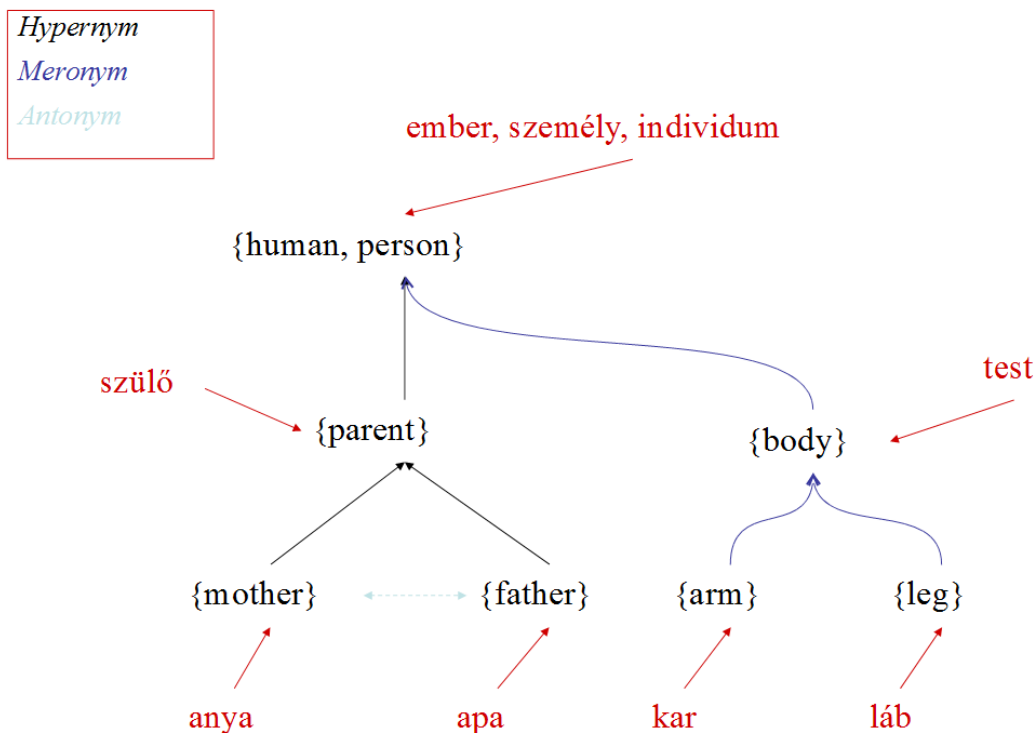 Hypernym
Meronym
Antonym
ember, személy, individum
{human, person}
szülő
test
{parent}
{body}
{mother}
{father}
{arm}
{leg}
anya
apa
kar
láb